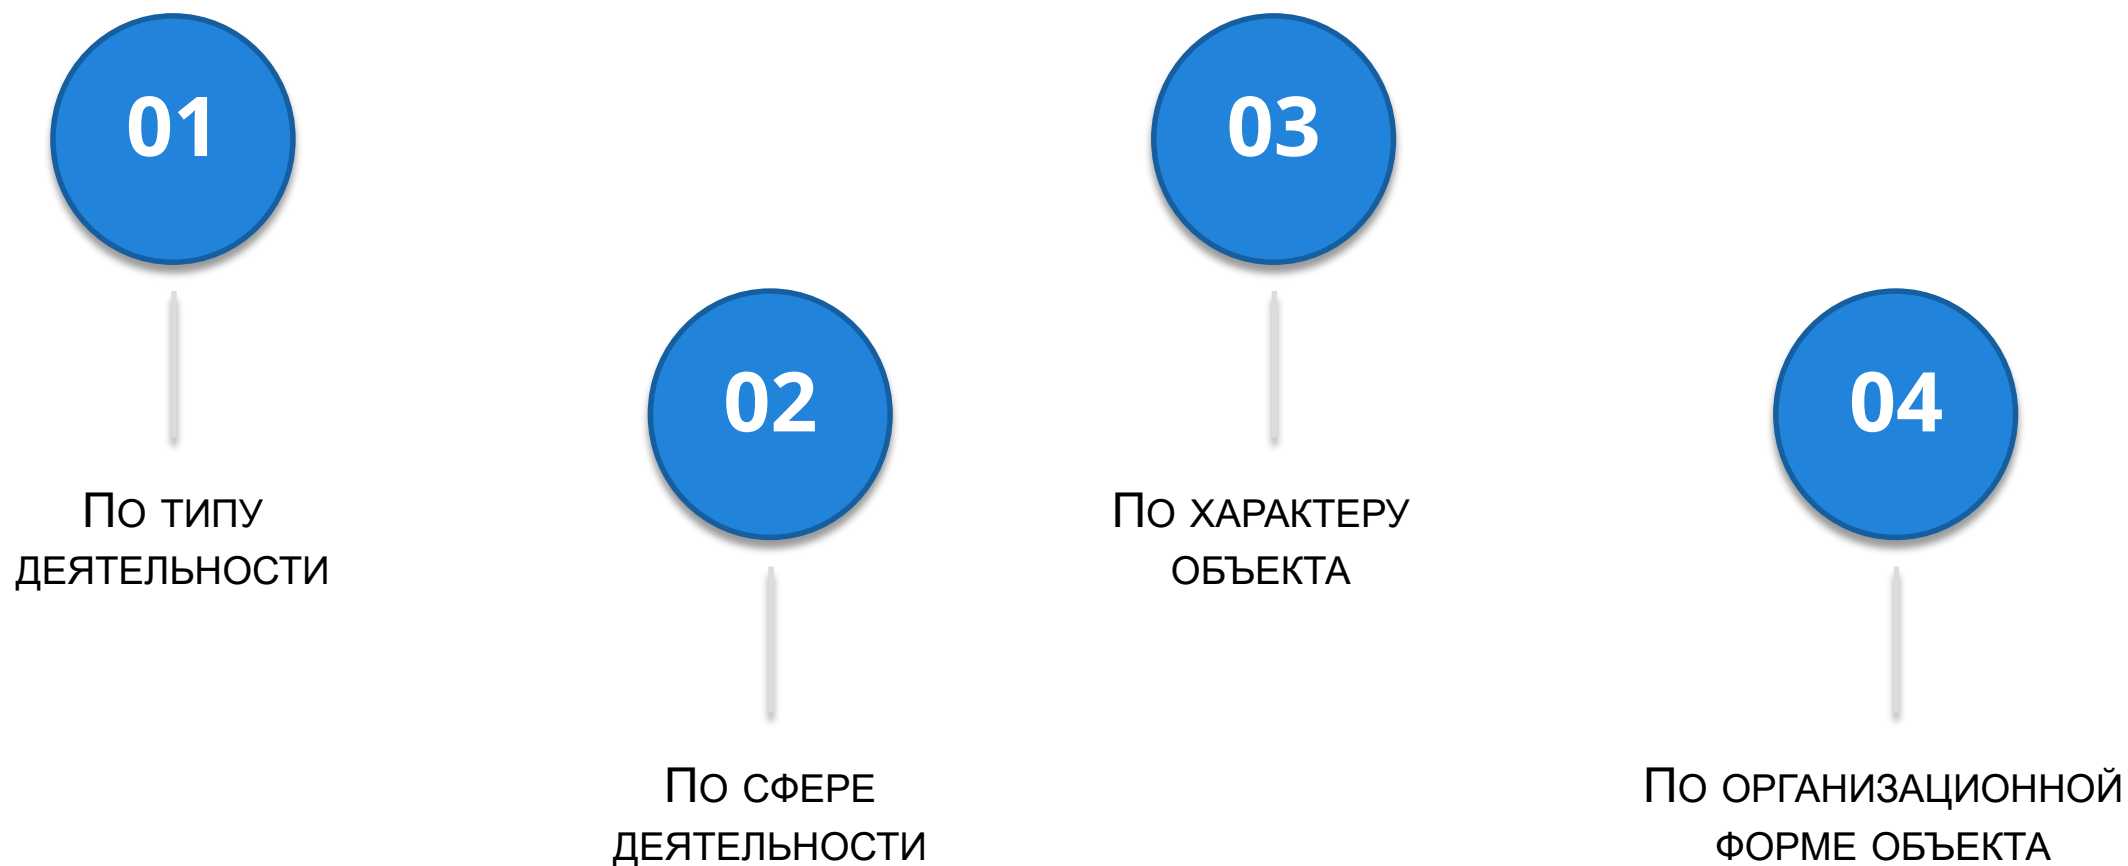 01
По типу
деятельности
02
По сфере
деятельности
03
По характеру
объекта
04
По организационной
форме объекта